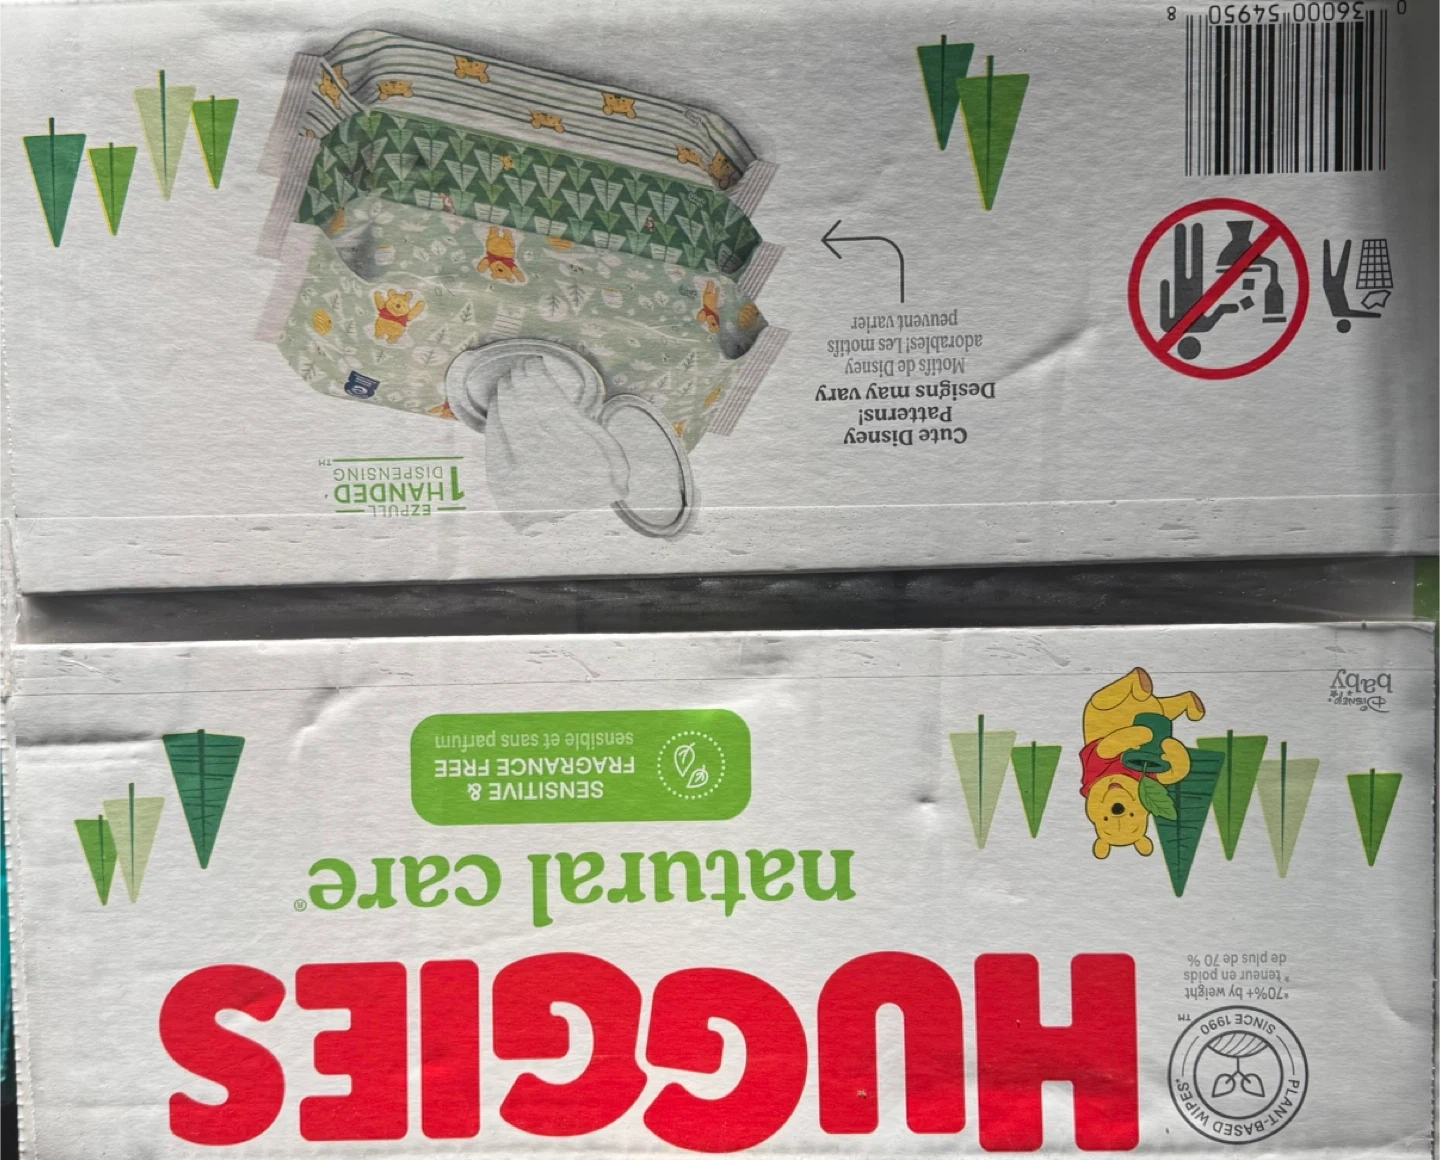 HUGGIES
natural care®
SENSITIVE &
FRAGRANCE FREE
sensible et sans parfum
PLANT-BASED WIPES*
SINCE 1990
TM
*70%+ by weight
*teneur en poids
de plus de 70 %
Disney
baby
EZPULL
1 HANDED*
DISPENSING
TM
Cute Disney
Patterns!
Designs may vary
Motifs de Disney
adorables! Les motifs
peuvent varier
0 36000 54950 8